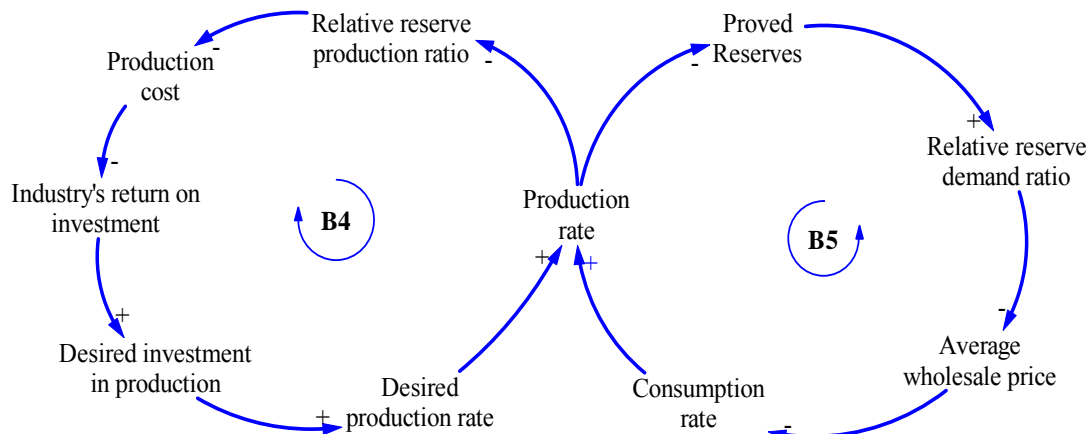 Relative reserve
production ratio
-
Production
cost
-
-
Industry's return on
investment
+
Desired investment
in production
+
Desired
production rate
+
B4
Production
rate
-
Proved
Reserves
+
Relative reserve
demand ratio
-
Average
wholesale price
-
Consumption
rate
+
B5